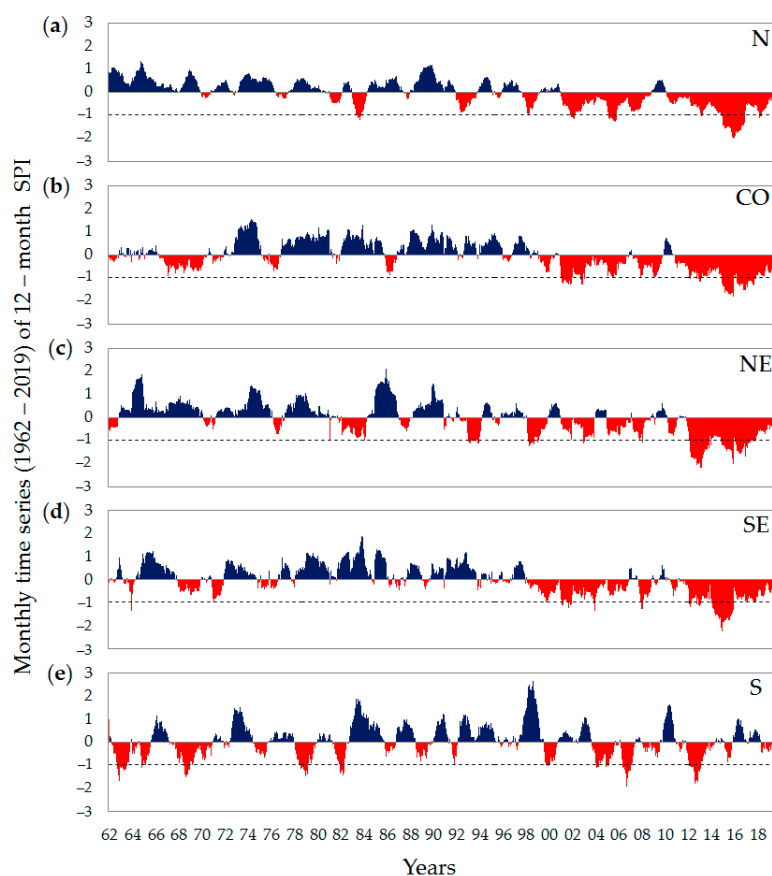 Monthly time series (1962 – 2019) of 12 – month SPI
(a)
3
2
1
0
–1
–2
–3
N
(b)
3
2
1
0
–1
–2
–3
CO
(c)
3
2
1
0
–1
–2
–3
NE
(d)
3
2
1
0
–1
–2
–3
SE
(e)
3
2
1
0
–1
–2
–3
S
62 64 66 68 70 72 74 76 78 80 82 84 86 88 90 92 94 96 98 00 02 04 06 08 10 12 14 16 18
Years